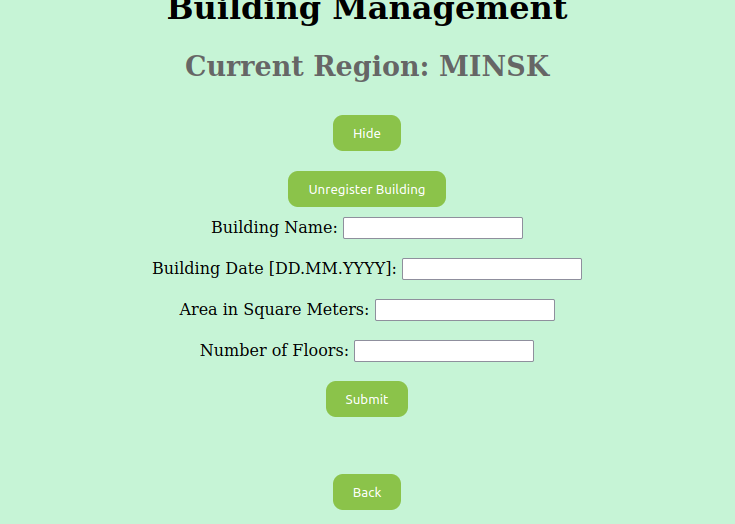 Building Management
Current Region: MINSK
Hide
Unregister Building
Building Name:
Building Date [DD.MM.YYYY]:
Area in Square Meters:
Number of Floors:
Submit
Back